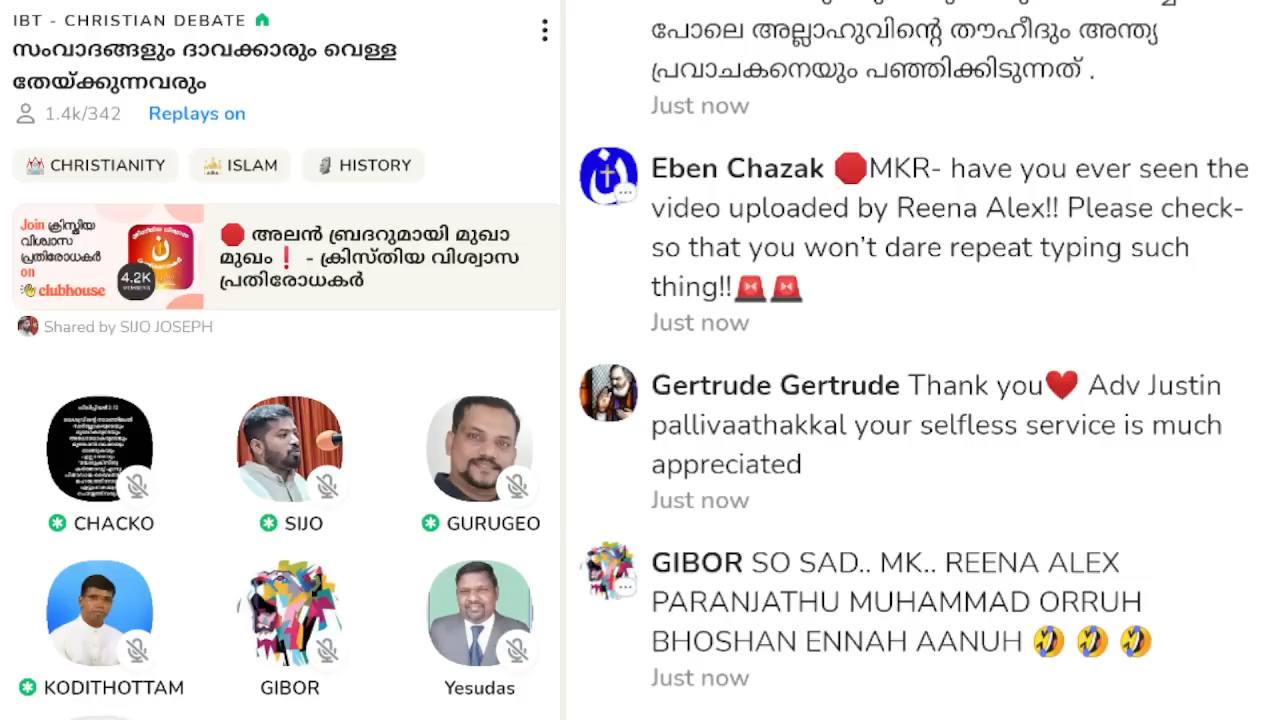 IBT - CHRISTIAN DEBATE
സംവാദങ്ങളും ദാവക്കാരും വെള്ള
തേയ്ക്കുന്നവരും
1.4k/342 Replays on
CHRISTIANITY ISLAM HISTORY
Join ക്രിസ്തീയ
വിശ്വാസ
പ്രതിരോധകർ
on
clubhouse
4.2K
MEMBERS
🛑 അലൻ ബ്രദറുമായി മുഖാ
മുഖം❗ - ക്രിസ്തിയ വിശ്വാസ
പ്രതിരോധകർ
Shared by SIJO JOSEPH
CHACKO SIJO GURUGEO
KODITHOTTAM GIBOR Yesudas
പോലെ അല്ലാഹുവിന്റെ തൗഹീദും അന്ത്യ
പ്രവാചകനെയും പഞ്ഞിക്കിടുന്നത് .
Just now
Eben Chazak 🛑MKR- have you ever seen the
video uploaded by Reena Alex!! Please check-
so that you won't dare repeat typing such
thing!!🚨🚨
Just now
Gertrude Gertrude Thank you❤️ Adv Justin
pallivaathakkal your selfless service is much
appreciated
Just now
GIBOR SO SAD.. MK.. REENA ALEX
PARANJATHU MUHAMMAD ORRUH
BHOSHAN ENNAH AANUH 🤣 🤣 🤣
Just now